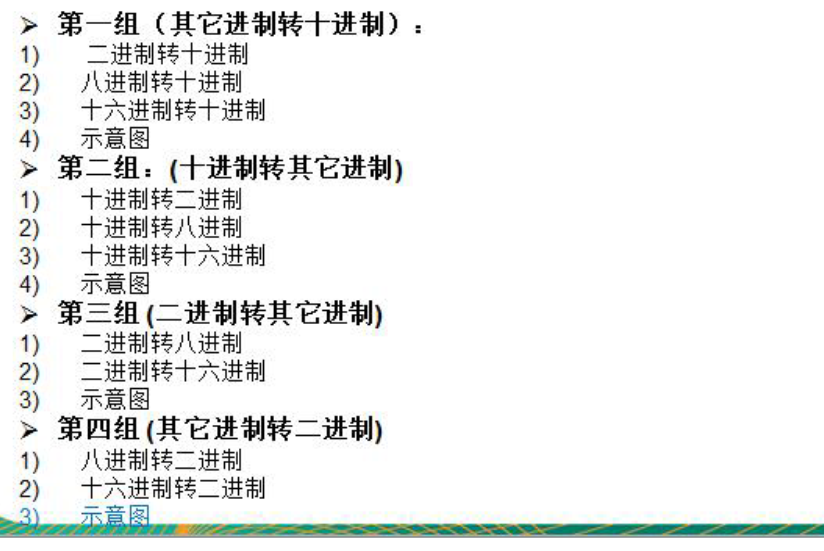 ➢ 第一组（其它进制转十进制）:
1) 二进制转十进制
2) 八进制转十进制
3) 十六进制转十进制
4) 示意图
➢ 第二组：(十进制转其它进制)
1) 十进制转二进制
2) 十进制转八进制
3) 十进制转十六进制
4) 示意图
➢ 第三组 (二进制转其它进制)
1) 二进制转八进制
2) 二进制转十六进制
3) 示意图
➢ 第四组 (其它进制转二进制)
1) 八进制转二进制
2) 十六进制转二进制
3) 示意图